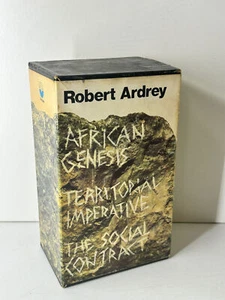 Robert Ardrey
AFRICAN
GENESIS
TERRITORIAL
IMPERATIVE
THE SOCIAL
CONTRACT